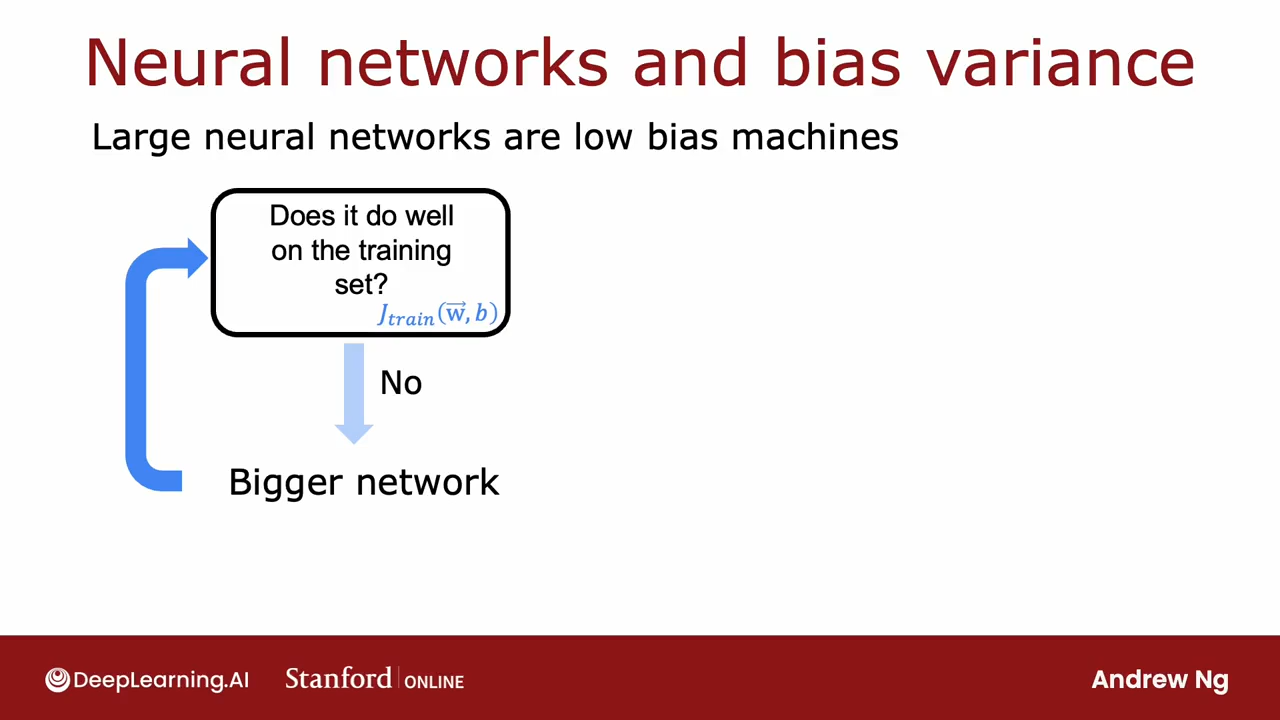 Neural networks and bias variance
Large neural networks are low bias machines
Does it do well
on the training
set?
J_train(w⃗, b)
No
Bigger network
DeepLearning.AI
Stanford | ONLINE
Andrew Ng